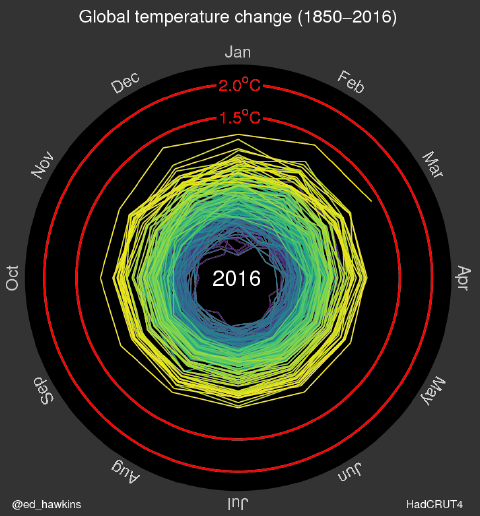 Global temperature change (1850–2016)
Jan
Feb
Mar
Apr
May
Jun
Jul
Aug
Sep
Oct
Nov
Dec
2.0°C
1.5°C
2016
@ed_hawkins
HadCRUT4